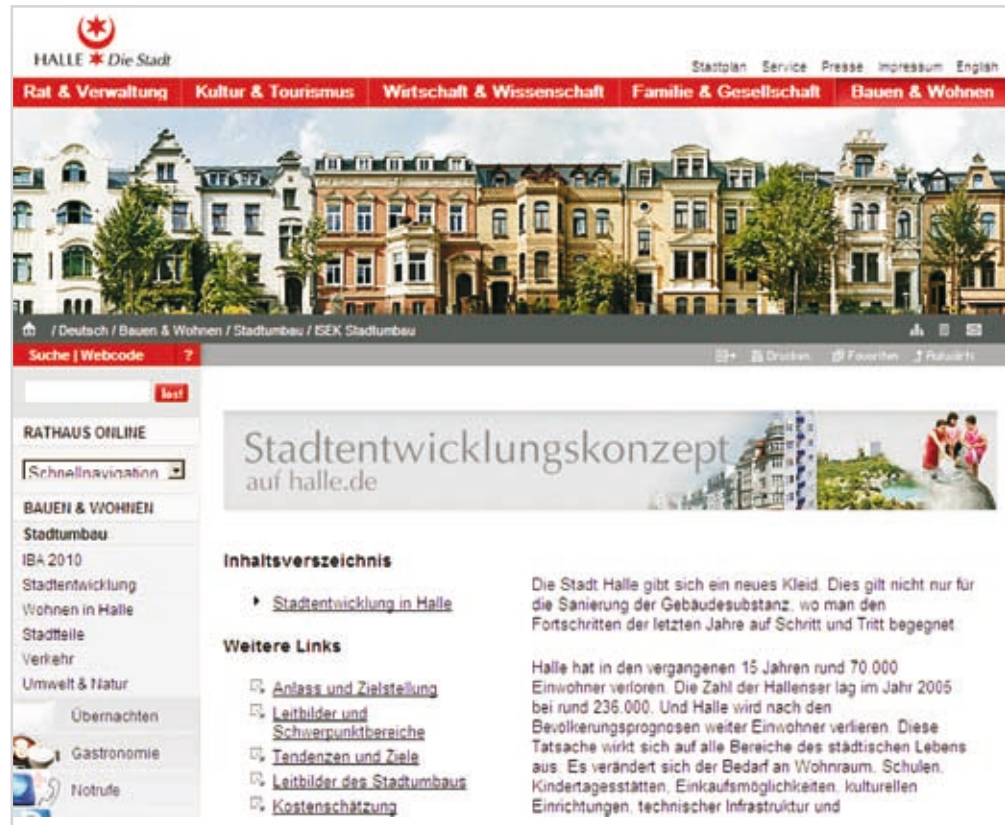 HALLE Die Stadt
Stadtplan Service Presse Impressum English
Rat & Verwaltung Kultur & Tourismus Wirtschaft & Wissenschaft Familie & Gesellschaft Bauen & Wohnen
/ Deutsch / Bauen & Wohnen / Stadtumbau / ISEK Stadtumbau
Suche | Webcode ?
Drucken Favoriten Aufwärts
los!
RATHAUS ONLINE
Schnellnavigation
BAUEN & WOHNEN
Stadtumbau
IBA 2010
Stadtentwicklung
Wohnen in Halle
Stadtteile
Verkehr
Umwelt & Natur
Übernachten
Gastronomie
Notrufe
Stadtentwicklungskonzept
auf halle.de
Inhaltsverzeichnis
Stadtentwicklung in Halle
Weitere Links
Anlass und Zielstellung
Leitbilder und
Schwerpunktbereiche
Tendenzen und Ziele
Leitbilder des Stadtumbaus
Kostenschätzung
Die Stadt Halle gibt sich ein neues Kleid. Dies gilt nicht nur für
die Sanierung der Gebäudesubstanz, wo man den
Fortschritten der letzten Jahre auf Schritt und Tritt begegnet.
Halle hat in den vergangenen 15 Jahren rund 70.000
Einwohner verloren. Die Zahl der Hallenser lag im Jahr 2005
bei rund 236.000. Und Halle wird nach den
Bevölkerungsprognosen weiter Einwohner verlieren. Diese
Tatsache wirkt sich auf alle Bereiche des städtischen Lebens
aus. Es verändert sich der Bedarf an Wohnraum, Schulen,
Kindertagesstätten, Einkaufsmöglichkeiten, kulturellen
Einrichtungen, technischer Infrastruktur und